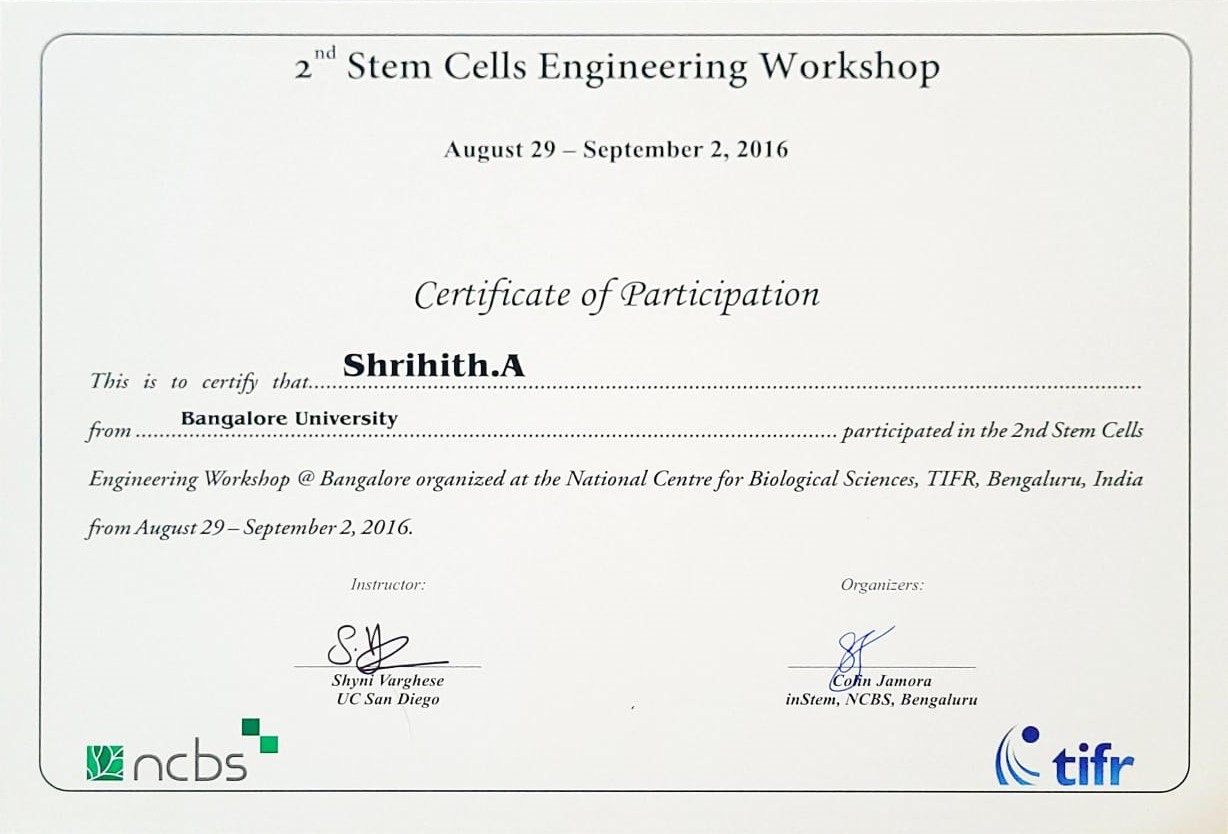 2nd Stem Cells Engineering Workshop
August 29 – September 2, 2016
Certificate of Participation
This is to certify that.....Shrihith.A.....
from.....Bangalore University.....participated in the 2nd Stem Cells
Engineering Workshop @ Bangalore organized at the National Centre for Biological Sciences, TIFR, Bengaluru, India
from August 29 – September 2, 2016.
Instructor:
Shyni Varghese
UC San Diego
Organizers:
Colin Jamora
inStem, NCBS, Bengaluru
ncbs
tifr